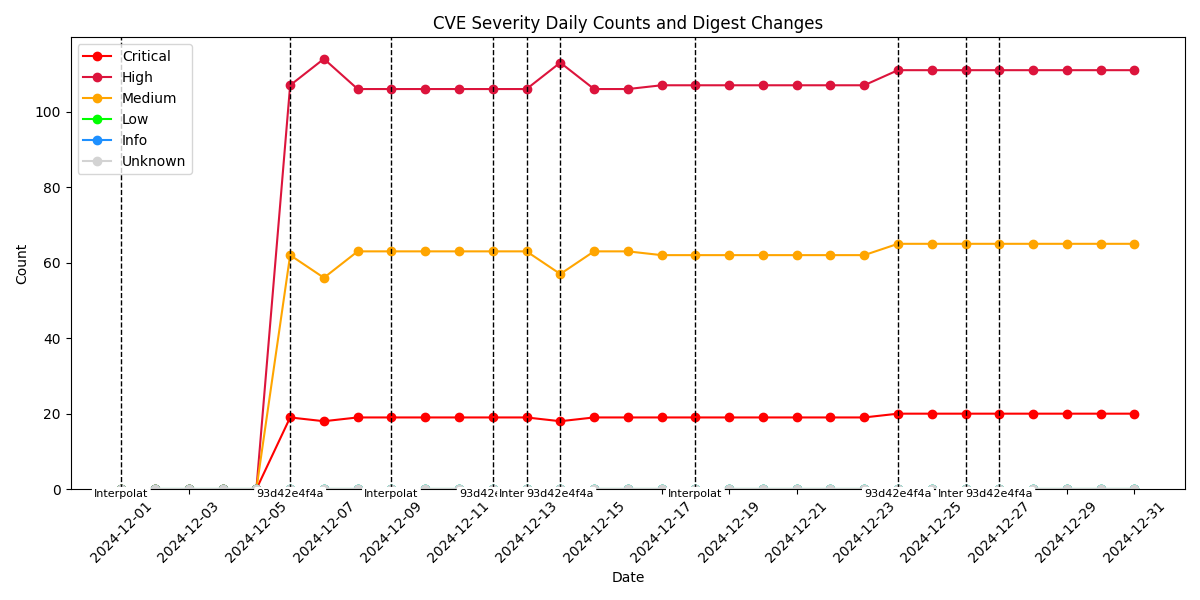 CVE Severity Daily Counts and Digest Changes
Critical
High
Medium
Low
Info
Unknown
Count
100
80
60
40
20
0
Interpolat
93d42e4f4a
Interpolat
Inter
93d42e4f4a
Interpolat
93d42e4f4a
Inter
93d42e4f4a
2024-12-01
2024-12-03
2024-12-05
2024-12-07
2024-12-09
2024-12-11
2024-12-13
2024-12-15
2024-12-17
2024-12-19
2024-12-21
2024-12-23
2024-12-25
2024-12-27
2024-12-29
2024-12-31
Date